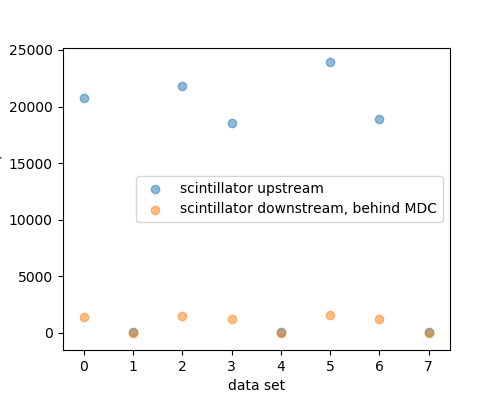 25000
20000
15000
10000
5000
0
scintillator upstream
scintillator downstream, behind MDC
0 1 2 3 4 5 6 7
data set